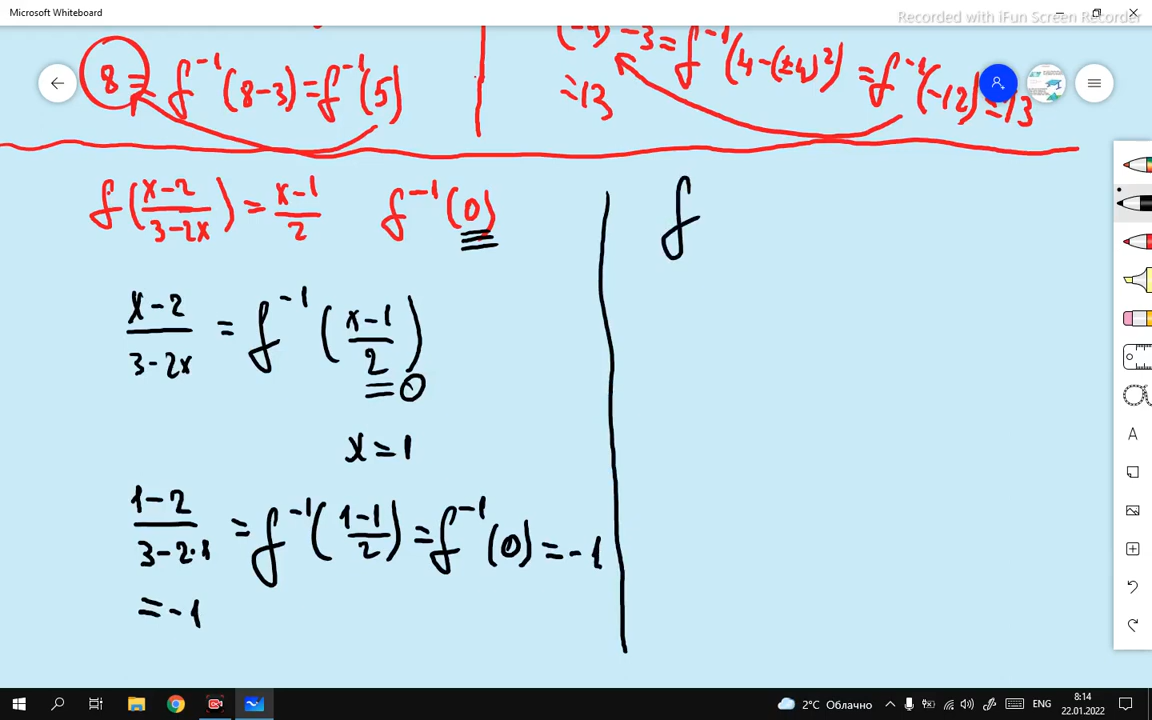 Microsoft Whiteboard
Recorded with iFun Screen Recorder
8 = f⁻¹(8-3) = f⁻¹(5)
-3 = f⁻¹(4-(±4)²) = f⁻¹(-12) = 13
=13
f((x-2)/(3-2x)) = (x-1)/2 f⁻¹(0)
(x-2)/(3-2x) = f⁻¹((x-1)/2)
= 0
x = 1
(1-2)/(3-2·1) = f⁻¹((1-1)/2) = f⁻¹(0) = -1
= -1
f
A
2°C Облачно
ENG
8:14
22.01.2022